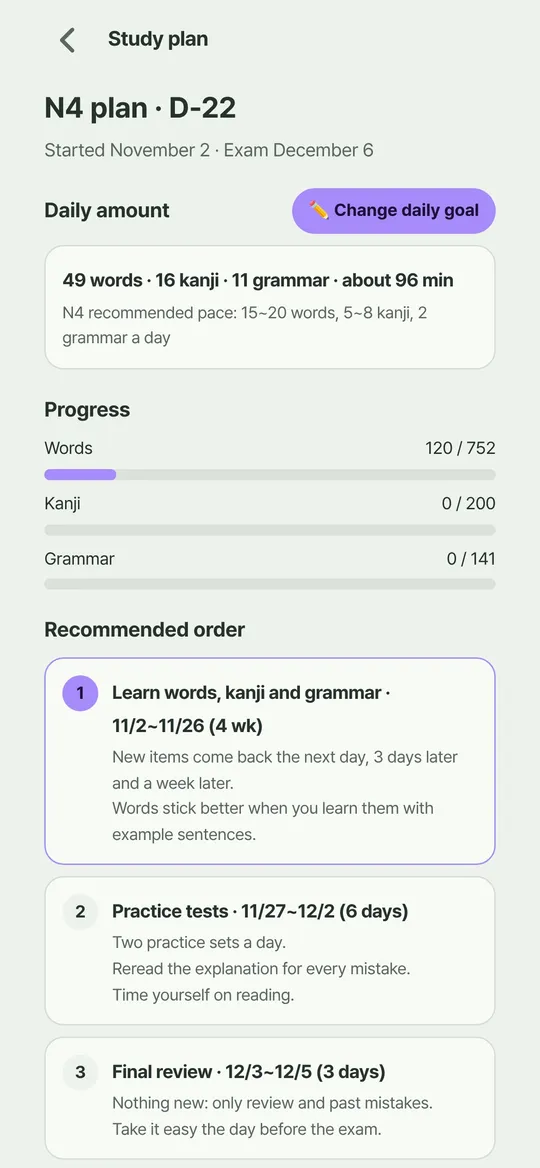 Study plan
N4 plan · D-22
Started November 2 · Exam December 6
Daily amount
✏️ Change daily goal
49 words · 16 kanji · 11 grammar · about 96 min
N4 recommended pace: 15~20 words, 5~8 kanji, 2
grammar a day
Progress
Words 120 / 752
Kanji 0 / 200
Grammar 0 / 141
Recommended order
1 Learn words, kanji and grammar ·
11/2~11/26 (4 wk)
New items come back the next day, 3 days later
and a week later.
Words stick better when you learn them with
example sentences.
2 Practice tests · 11/27~12/2 (6 days)
Two practice sets a day.
Reread the explanation for every mistake.
Time yourself on reading.
3 Final review · 12/3~12/5 (3 days)
Nothing new: only review and past mistakes.
Take it easy the day before the exam.